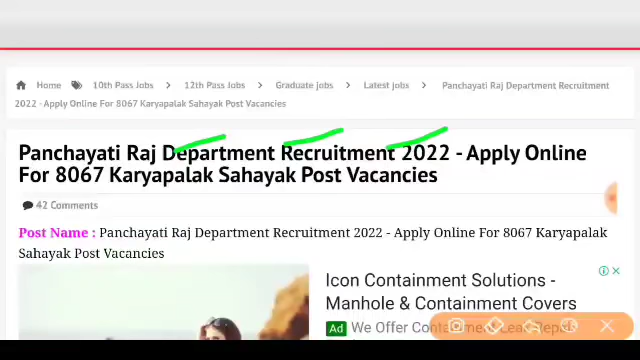 Home > 10th Pass Jobs > 12th Pass Jobs > Graduate jobs > Latest jobs > Panchayati Raj Department Recruitment
2022 - Apply Online For 8067 Karyapalak Sahayak Post Vacancies
Panchayati Raj Department Recruitment 2022 - Apply Online
For 8067 Karyapalak Sahayak Post Vacancies
42 Comments
Post Name : Panchayati Raj Department Recruitment 2022 - Apply Online For 8067 Karyapalak
Sahayak Post Vacancies
Icon Containment Solutions -
Manhole & Containment Covers
Ad We Offer Containment Leak Repair